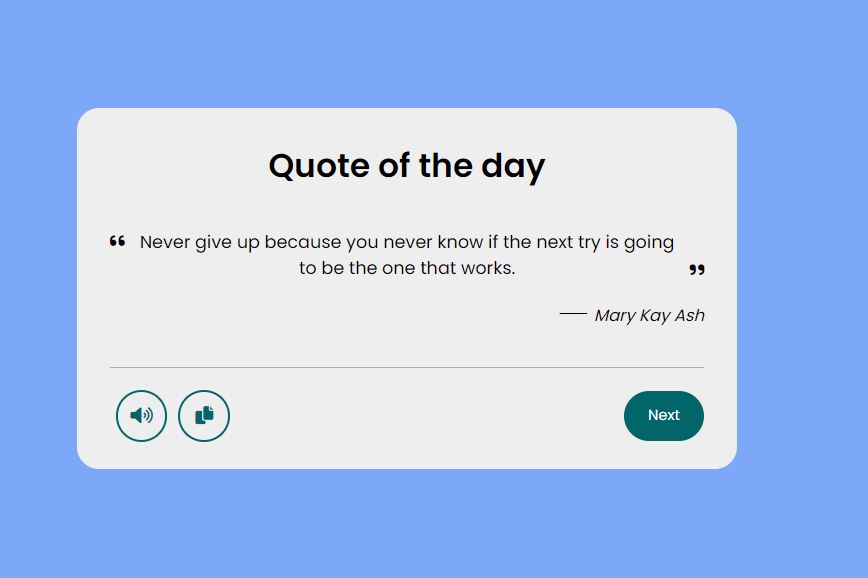 Quote of the day
“ Never give up because you never know if the next try is going
to be the one that works. ”
— Mary Kay Ash
Next